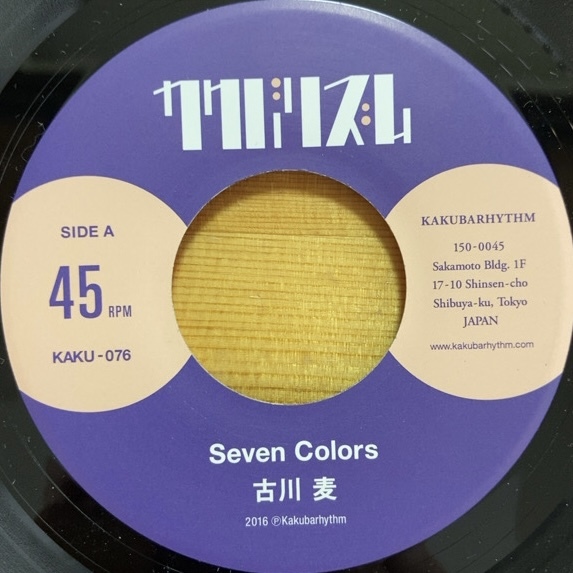 カクバリズム
SIDE A
45 RPM
KAKU-076
KAKUBARHYTHM
150-0045
Sakamoto Bldg. 1F
17-10 Shinsen-cho
Shibuya-ku, Tokyo
JAPAN
www.kakubarhythm.com
Seven Colors
古川 麦
2016 ℗Kakubarhythm